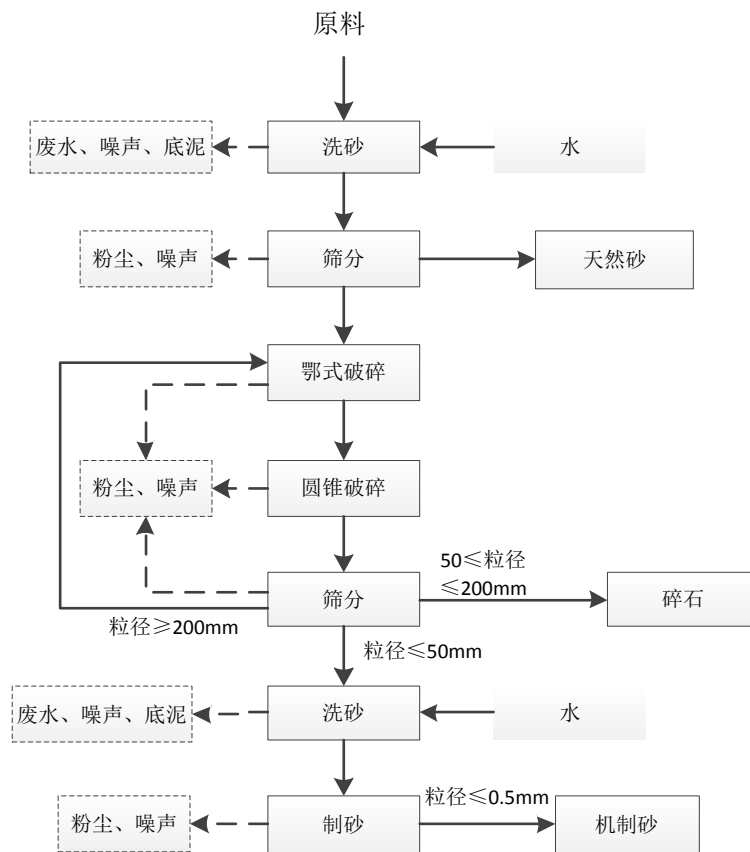 原料
废水、噪声、底泥
洗砂
水
粉尘、噪声
筛分
天然砂
鄂式破碎
粉尘、噪声
圆锥破碎
50≤粒径
≤200mm
筛分
碎石
粒径≥200mm
粒径≤50mm
废水、噪声、底泥
洗砂
水
粒径≤0.5mm
粉尘、噪声
制砂
机制砂